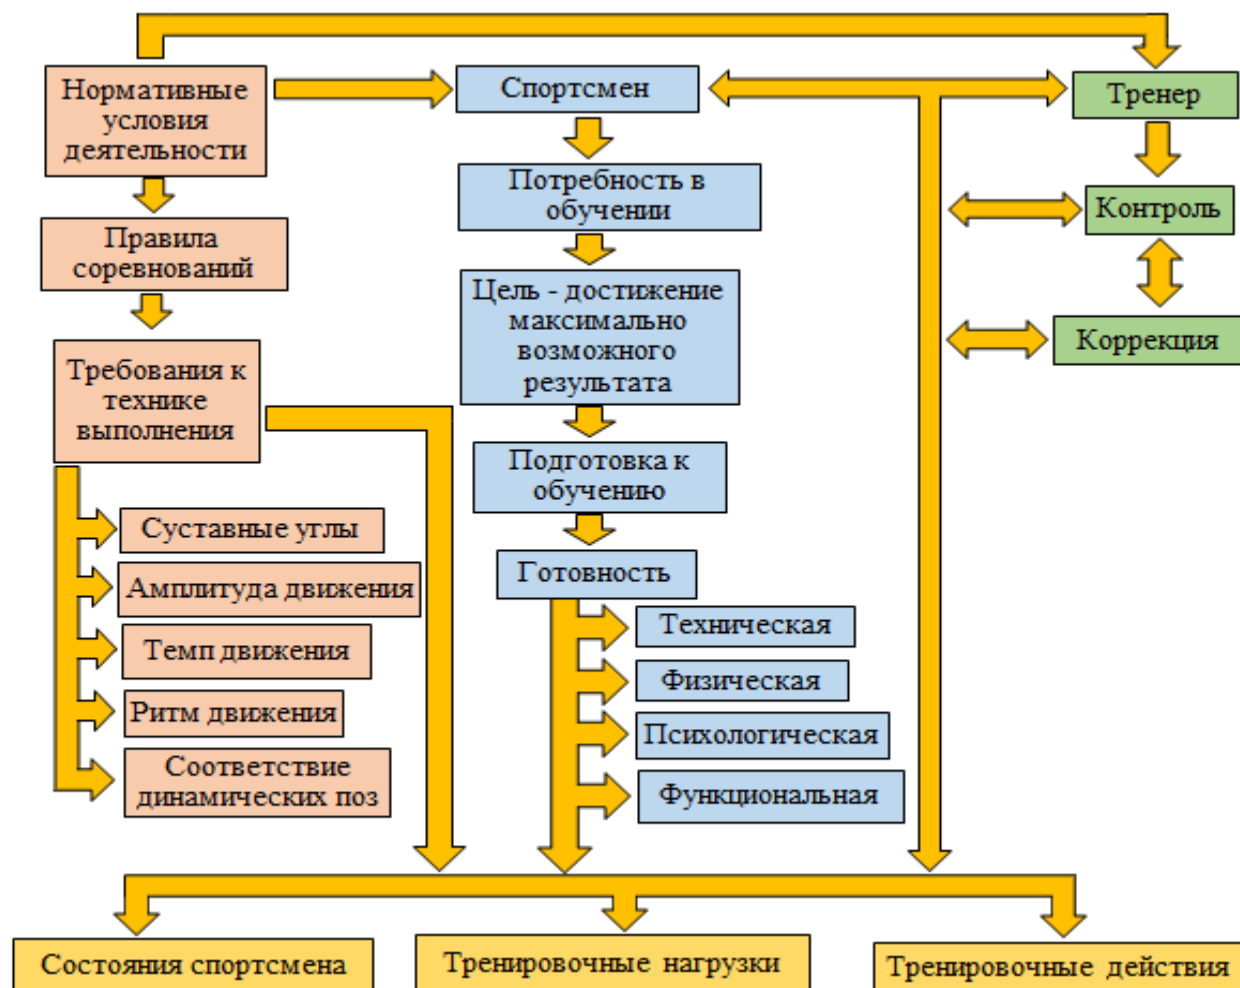 Нормативные
условия
деятельности
Спортсмен
Тренер
Потребность в
обучении
Контроль
Правила
соревнований
Цель - достижение
максимально
возможного
результата
Коррекция
Требования к
технике
выполнения
Подготовка к
обучению
Суставные углы
Готовность
Амплитуда движения
Техническая
Темп движения
Физическая
Ритм движения
Психологическая
Соответствие
динамических поз
Функциональная
Состояния спортсмена
Тренировочные нагрузки
Тренировочные действия